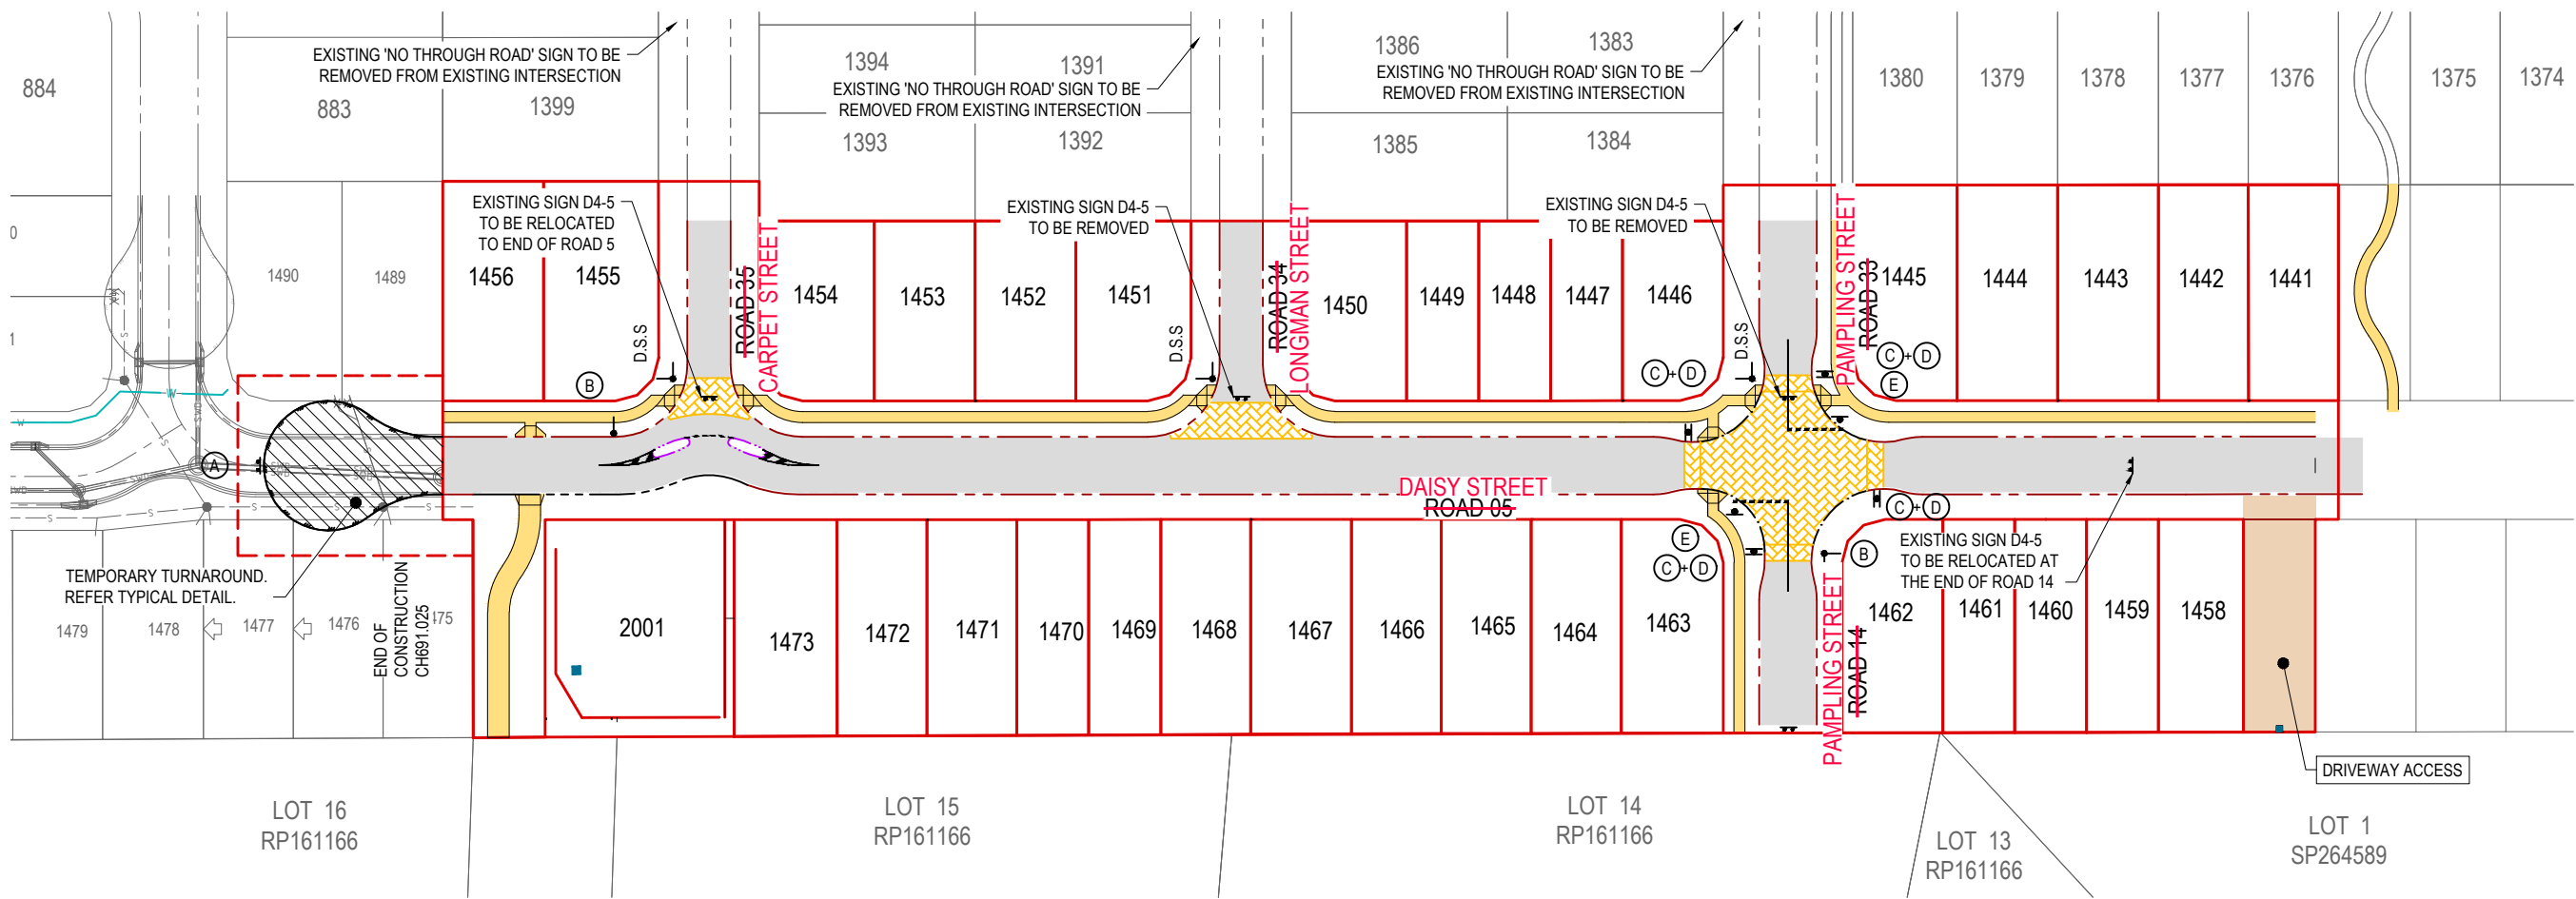 EXISTING 'NO THROUGH ROAD' SIGN TO BE
REMOVED FROM EXISTING INTERSECTION
EXISTING 'NO THROUGH ROAD' SIGN TO BE
REMOVED FROM EXISTING INTERSECTION
EXISTING 'NO THROUGH ROAD' SIGN TO BE
REMOVED FROM EXISTING INTERSECTION
884
883
1399
1394
1391
1393
1392
1386
1383
1385
1384
1380
1379
1378
1377
1376
1375
1374
EXISTING SIGN D4-5
TO BE RELOCATED
TO END OF ROAD 5
EXISTING SIGN D4-5
TO BE REMOVED
EXISTING SIGN D4-5
TO BE REMOVED
0
1
1490
1489
1456
1455
D.S.S
ROAD 35
CARPET STREET
1454
1453
1452
1451
D.S.S
ROAD 34
LONGMAN STREET
1450
1449
1448
1447
1446
D.S.S
PAMPLING STREET
ROAD 33
1445
1444
1443
1442
1441
B
C+D
C+D
E
W
W
A
SWD
SWD
SWD
SWD
S
S
S
S
DAISY STREET
ROAD 05
E
C+D
C+D
B
EXISTING SIGN D4-5
TO BE RELOCATED AT
THE END OF ROAD 14
TEMPORARY TURNAROUND.
REFER TYPICAL DETAIL.
END OF
CONSTRUCTION
CH691.025
1479
1478
1477
1476
475
2001
1473
1472
1471
1470
1469
1468
1467
1466
1465
1464
1463
PAMPLING STREET
ROAD 14
1462
1461
1460
1459
1458
DRIVEWAY ACCESS
LOT 16
RP161166
LOT 15
RP161166
LOT 14
RP161166
LOT 13
RP161166
LOT 1
SP264589